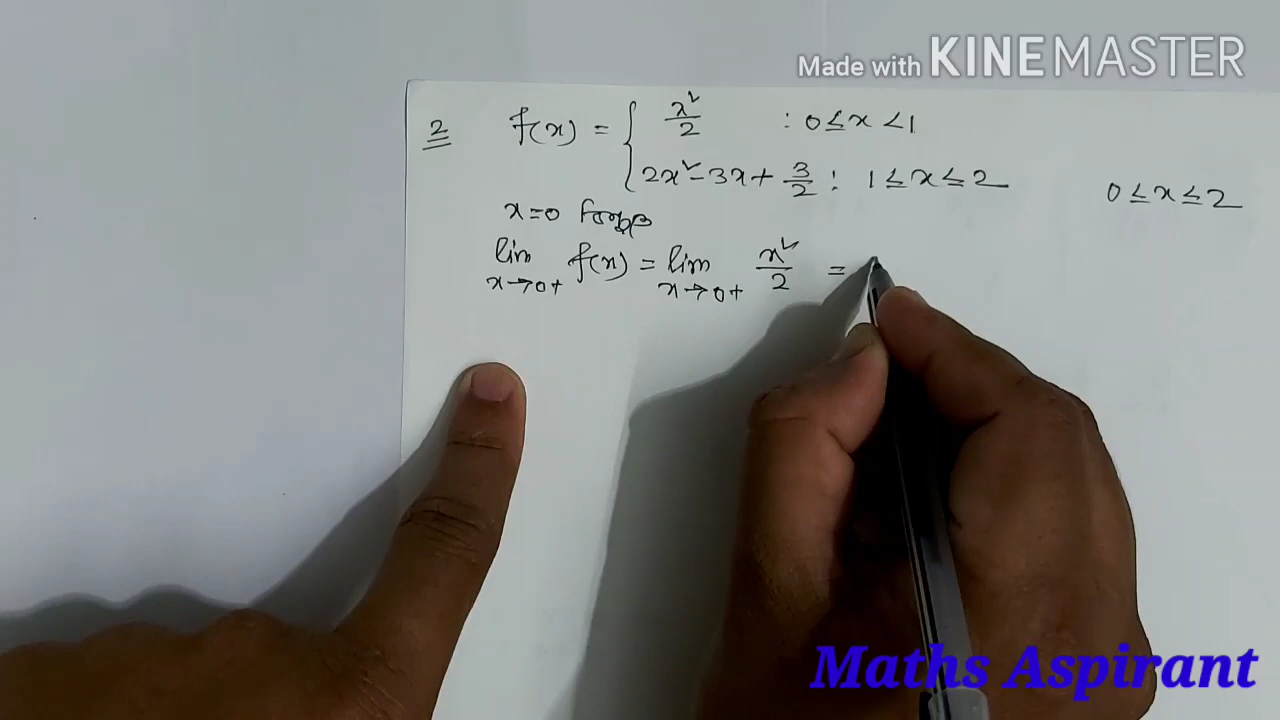 Made with KINEMASTER
2 f(x) = { x²/2 : 0 ≤ x < 1
2x² - 3x + 3/2 : 1 ≤ x ≤ 2
0 ≤ x ≤ 2
x = 0
lim x→0+ f(x) = lim x→0+ x²/2 =
Maths Aspirant